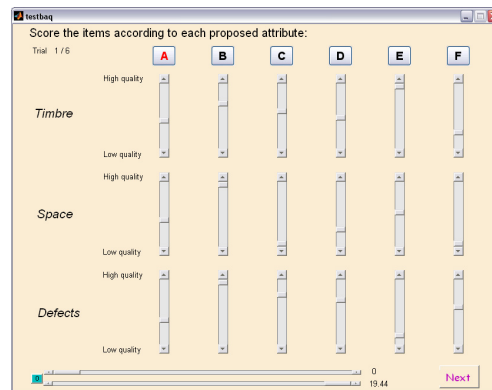 testbaq
Score the items according to each proposed attribute:
Trial 1 / 6
A B C D E F
High quality
Timbre
Low quality
High quality
Space
Low quality
High quality
Defects
Low quality
0
0
19.44
Next